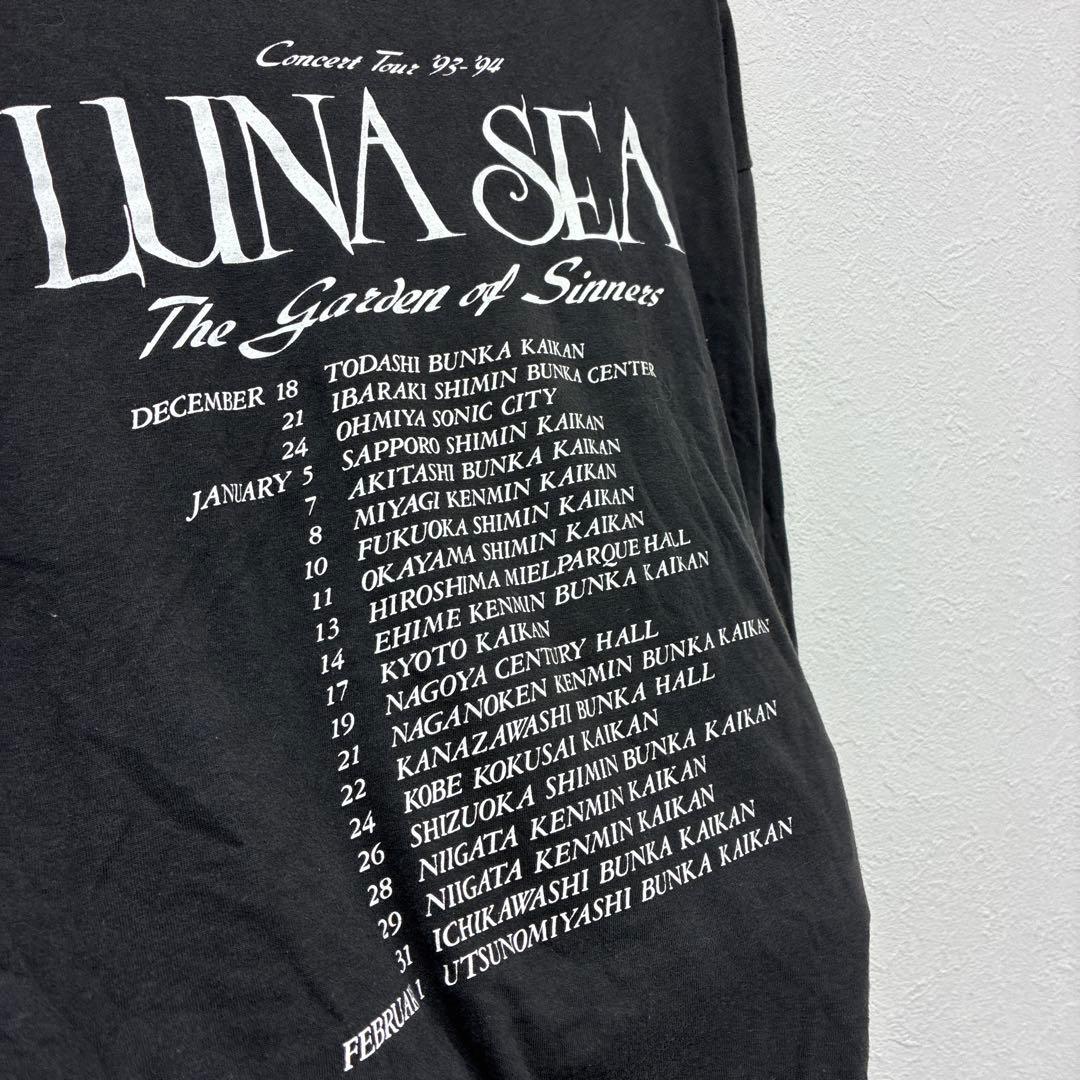 Concert Tour '93-'94
LUNA SEA
The Garden of Sinners
DECEMBER 18 TODASHI BUNKA KAIKAN
21 IBARAKI SHIMIN BUNKA CENTER
24 OHMIYA SONIC CITY
JANUARY 5 SAPPORO SHIMIN KAIKAN
7 AKITASHI BUNKA KAIKAN
8 MIYAGI KENMIN KAIKAN
10 FUKUOKA SHIMIN KAIKAN
11 OKAYAMA SHIMIN KAIKAN
13 HIROSHIMA MIELPARQUE HALL
14 EHIME KENMIN BUNKA KAIKAN
17 KYOTO KAIKAN
19 NAGOYA CENTURY HALL
21 NAGANOKEN KENMIN BUNKA KAIKAN
22 KANAZAWASHI BUNKA HALL
24 KOBE KOKUSAI KAIKAN
26 SHIZUOKA SHIMIN BUNKA KAIKAN
28 NIIGATA KENMIN KAIKAN
29 NIIGATA KENMIN KAIKAN
31 ICHIKAWASHI BUNKA KAIKAN
FEBRUARY 1 UTSUNOMIYASHI BUNKA KAIKAN